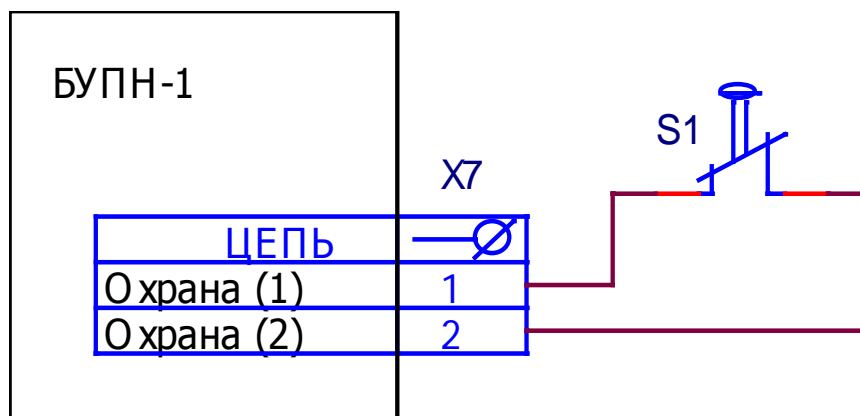 БУПН-1
S1
X7
ЦЕПЬ
Охрана (1) 1
Охрана (2) 2